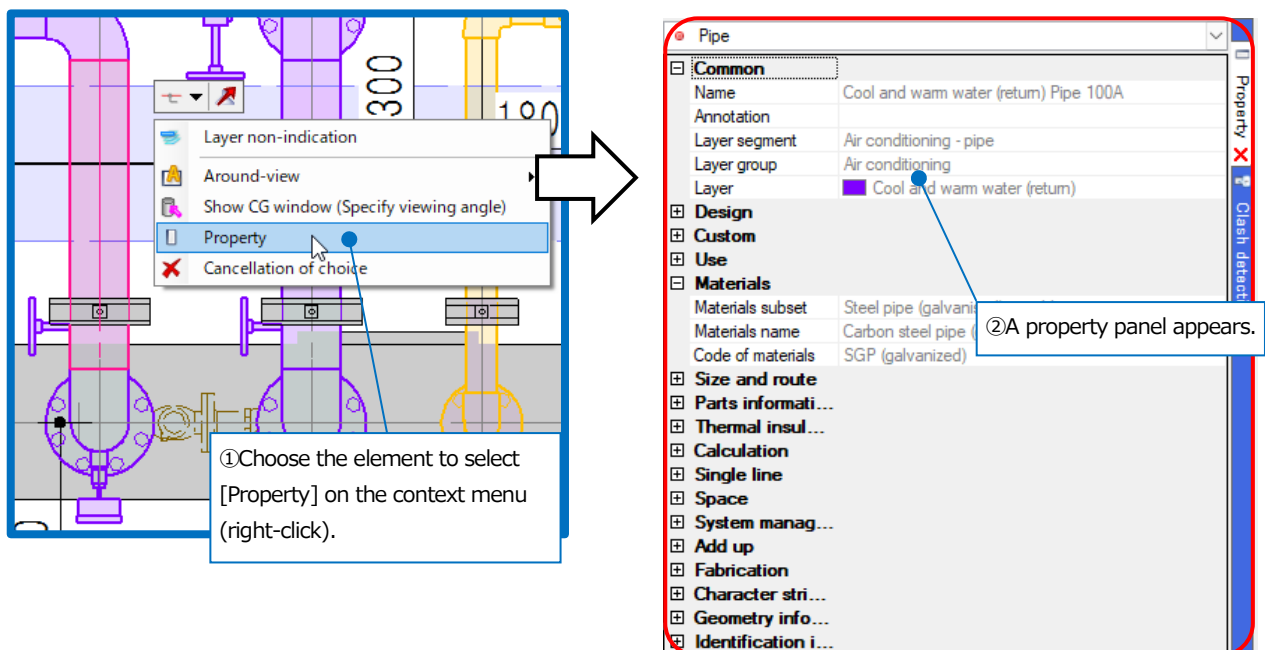 300
180
Layer non-indication
Around-view
Show CG window (Specify viewing angle)
Property
Cancellation of choice
①Choose the element to select
[Property] on the context menu
(right-click).
Pipe
Common
Name Cool and warm water (return) Pipe 100A
Annotation
Layer segment Air conditioning - pipe
Layer group Air conditioning
Layer Cool and warm water (return)
Design
Custom
Use
Materials
Materials subset Steel pipe (galvanis
Materials name Carbon steel pipe (
Code of materials SGP (galvanized)
②A property panel appears.
Size and route
Parts informati...
Thermal insul...
Calculation
Single line
Space
System manag...
Add up
Fabrication
Character stri...
Geometry info...
Identification i...
Property
Clash detecti